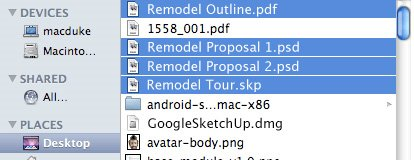 DEVICES
macduke
Macinto...
SHARED
All...
PLACES
Desktop
Remodel Outline.pdf
1558_001.pdf
Remodel Proposal 1.psd
Remodel Proposal 2.psd
Remodel Tour.skp
android-s...mac-x86
GoogleSketchUp.dmg
avatar-body.png